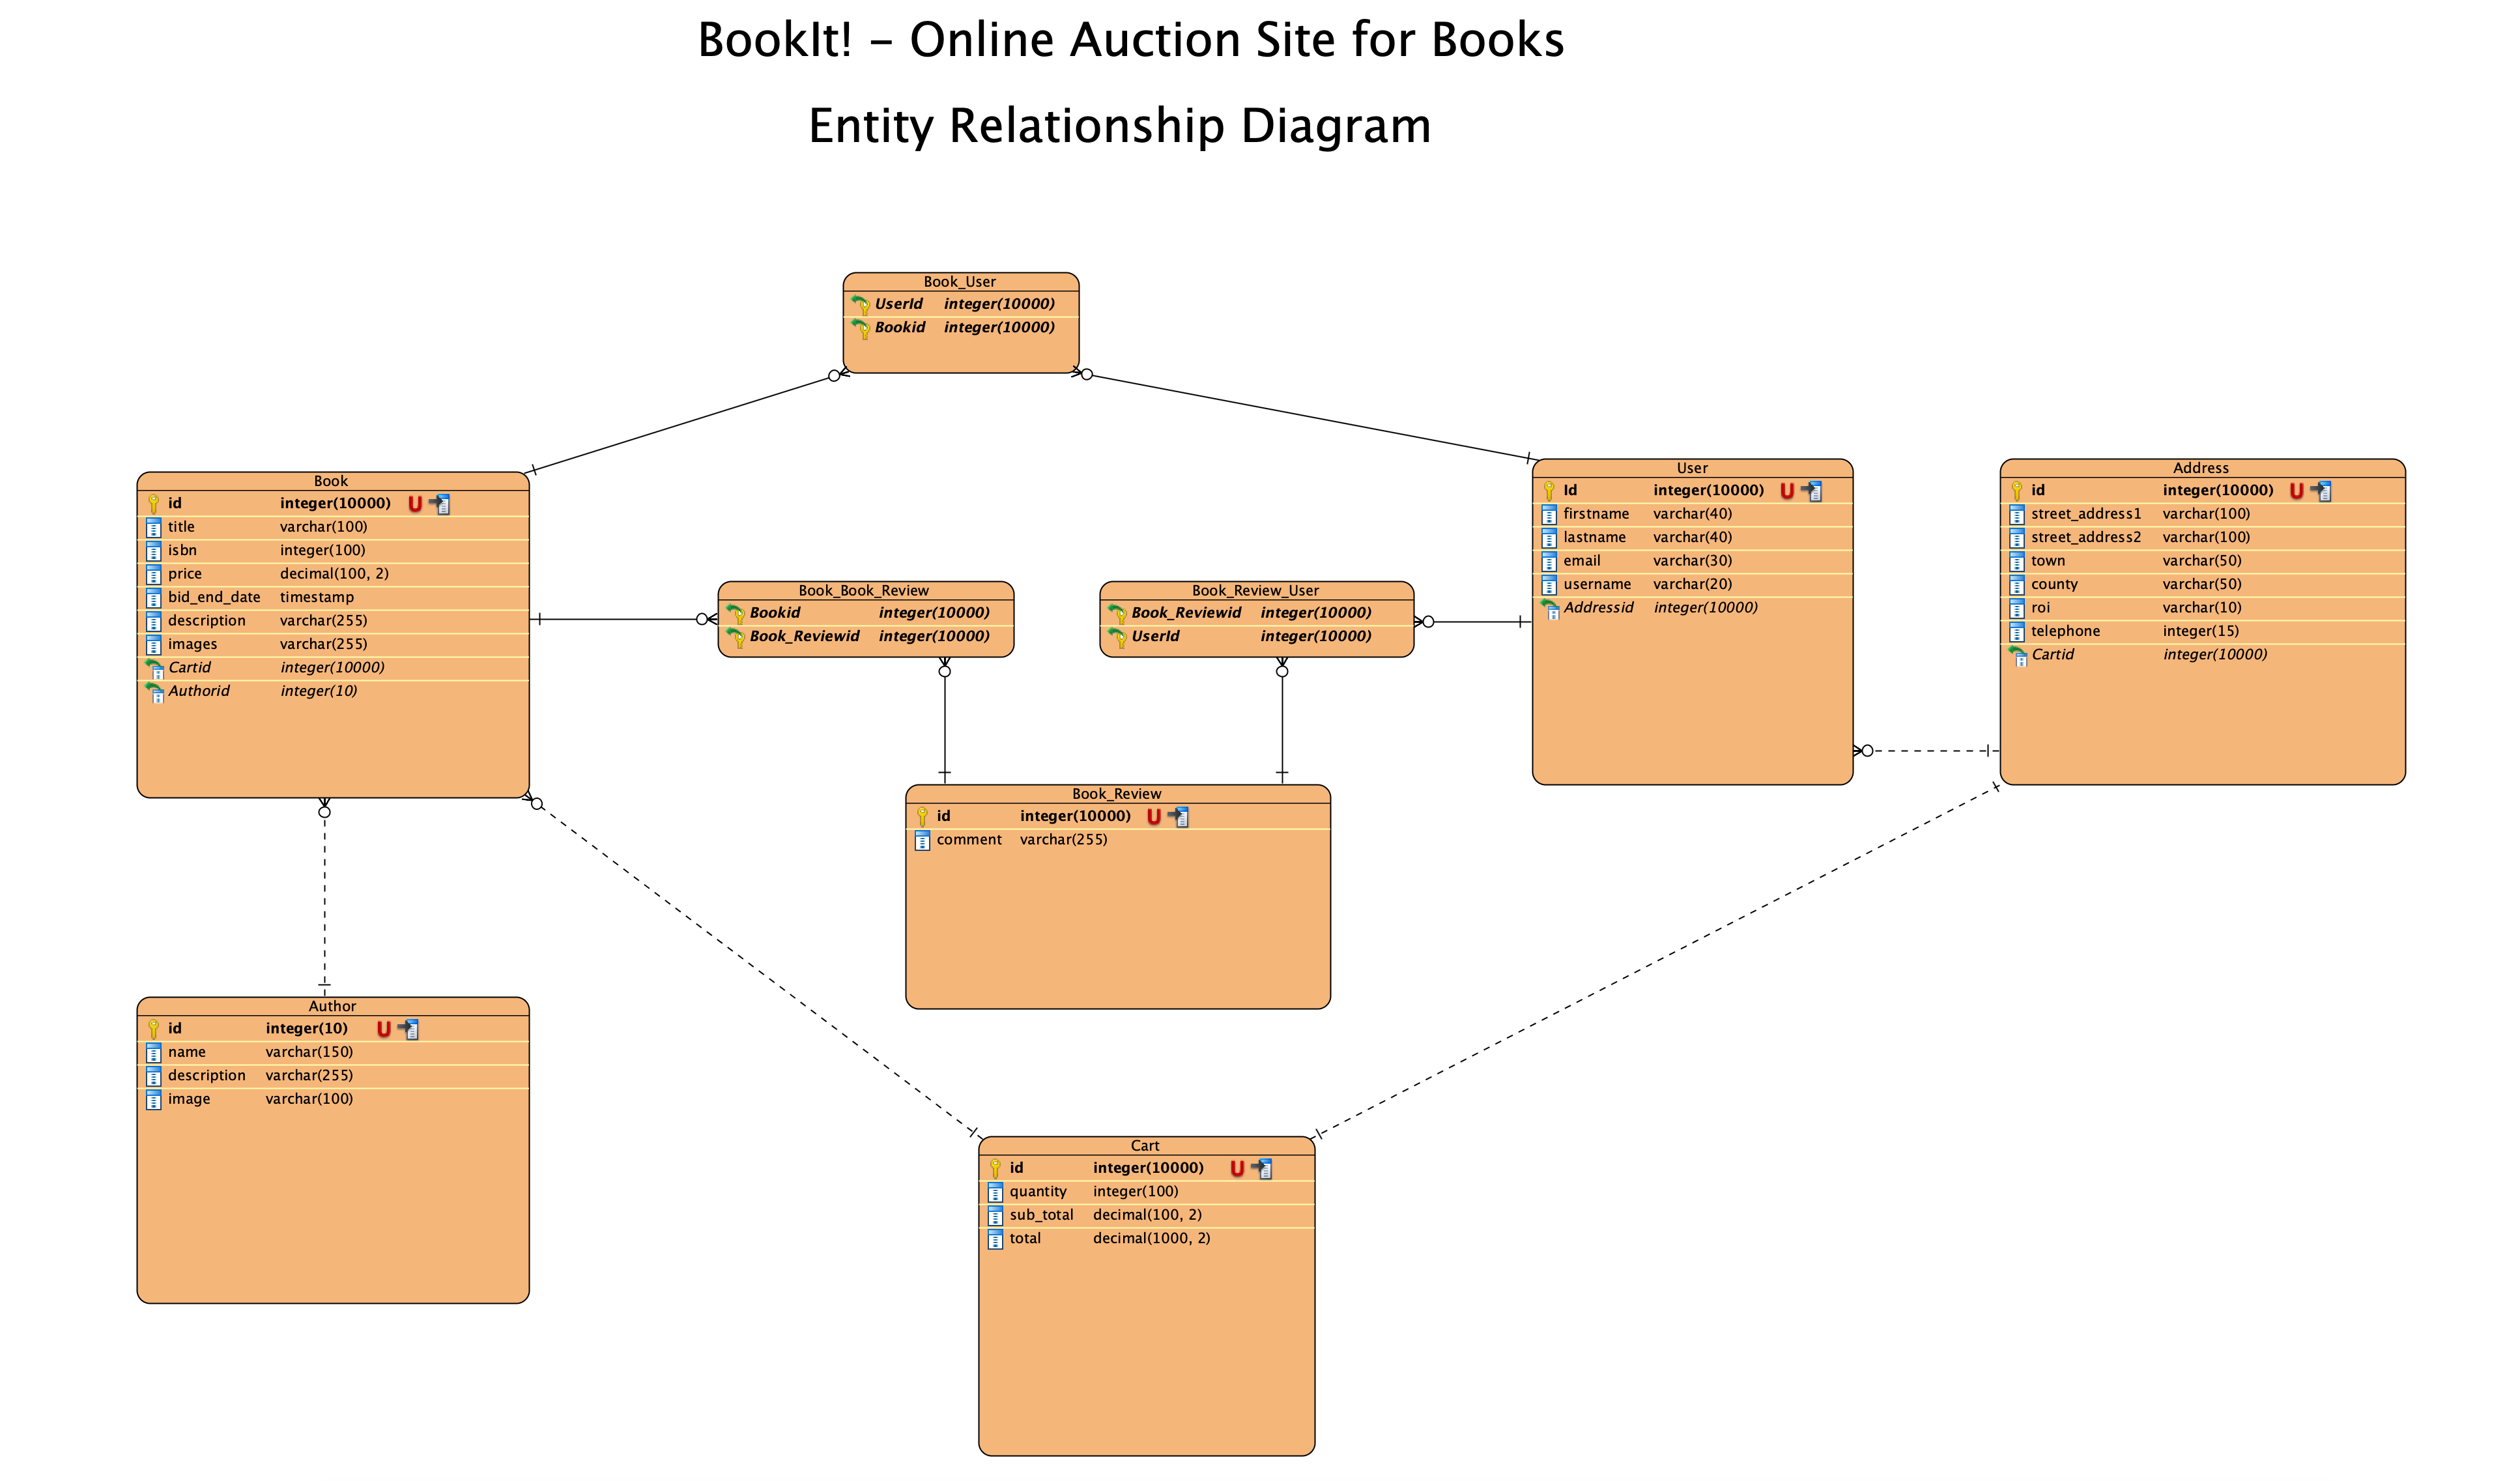 BookIt! – Online Auction Site for Books
Entity Relationship Diagram
Book_User
UserId integer(10000)
Bookid integer(10000)
Book
id integer(10000) U
title varchar(100)
isbn integer(100)
price decimal(100, 2)
bid_end_date timestamp
description varchar(255)
images varchar(255)
Cartid integer(10000)
Authorid integer(10)
Book_Book_Review
Bookid integer(10000)
Book_Reviewid integer(10000)
Book_Review_User
Book_Reviewid integer(10000)
UserId integer(10000)
User
Id integer(10000) U
firstname varchar(40)
lastname varchar(40)
email varchar(30)
username varchar(20)
Addressid integer(10000)
Address
id integer(10000) U
street_address1 varchar(100)
street_address2 varchar(100)
town varchar(50)
county varchar(50)
roi varchar(10)
telephone integer(15)
Cartid integer(10000)
Book_Review
id integer(10000) U
comment varchar(255)
Author
id integer(10) U
name varchar(150)
description varchar(255)
image varchar(100)
Cart
id integer(10000) U
quantity integer(100)
sub_total decimal(100, 2)
total decimal(1000, 2)